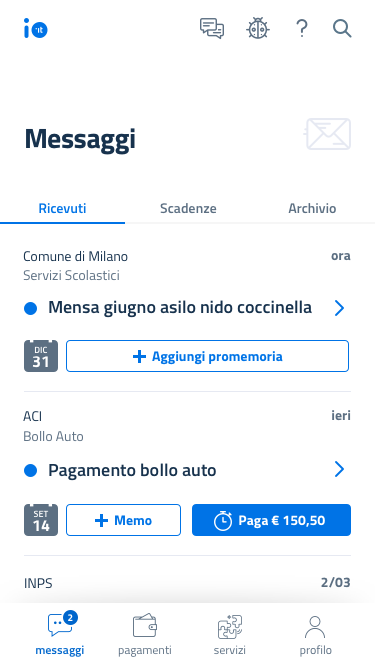 io
?
Messaggi
Ricevuti Scadenze Archivio
Comune di Milano ora
Servizi Scolastici
Mensa giugno asilo nido coccinella
DIC
31 Aggiungi promemoria
ACI ieri
Bollo Auto
Pagamento bollo auto
SET
14 Memo Paga € 150,50
INPS 2/03
2
messaggi pagamenti servizi profilo